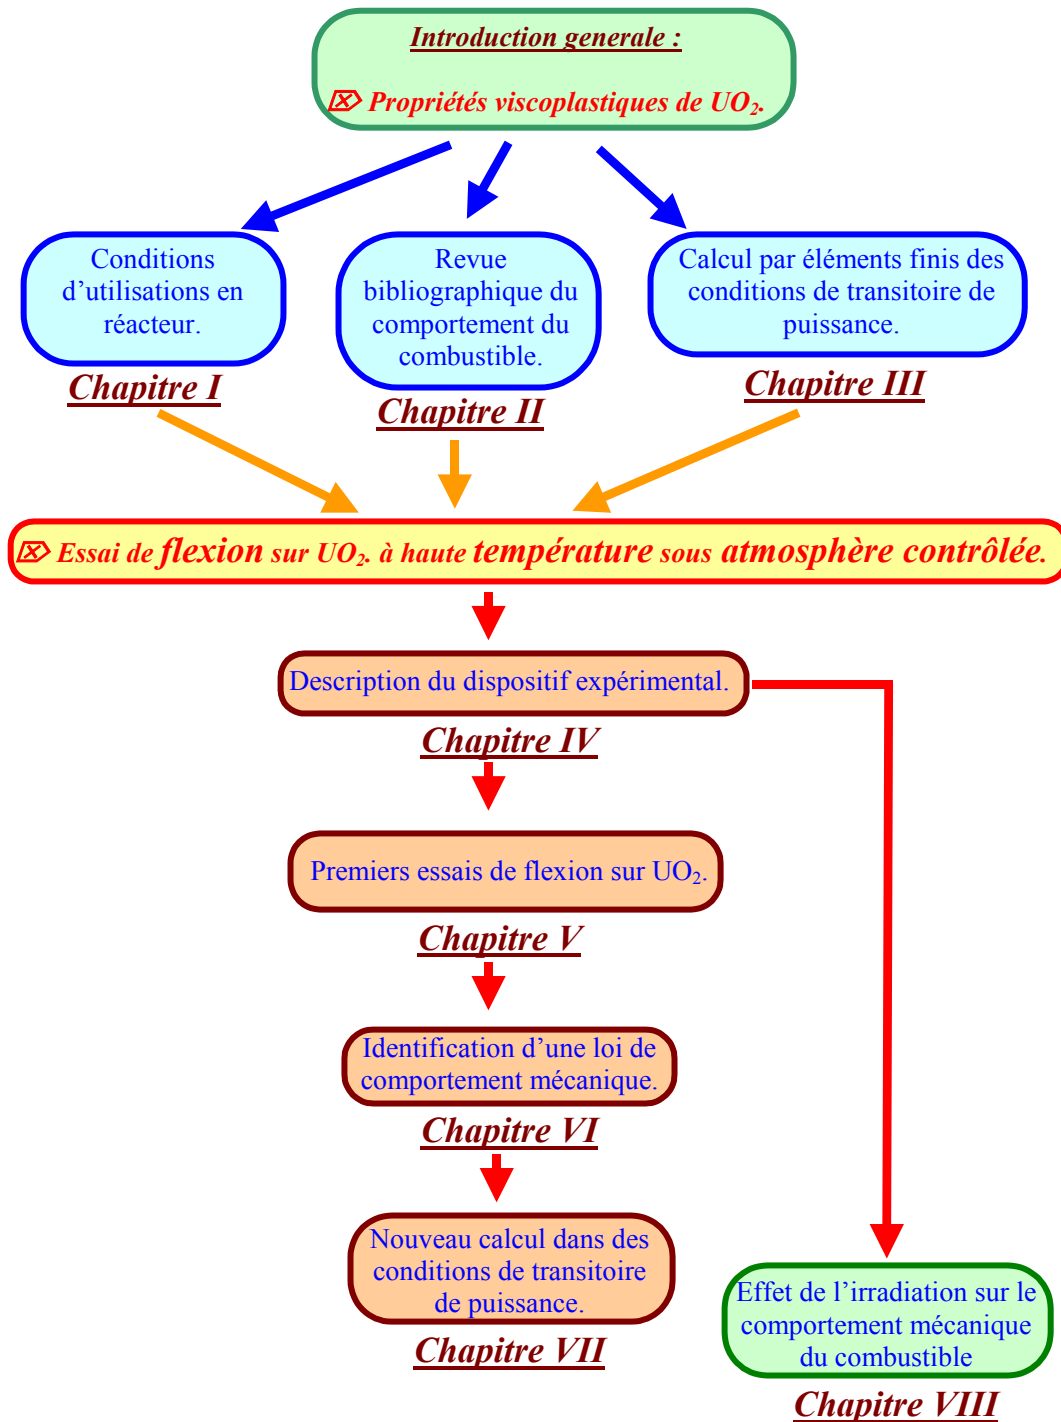 Introduction generale :
⌦ Propriétés viscoplastiques de UO₂.
Conditions
d’utilisations en
réacteur.
Chapitre I
Revue
bibliographique du
comportement du
combustible.
Chapitre II
Calcul par éléments finis des
conditions de transitoire de
puissance.
Chapitre III
⌦ Essai de flexion sur UO₂. à haute température sous atmosphère contrôlée.
Description du dispositif expérimental.
Chapitre IV
Premiers essais de flexion sur UO₂.
Chapitre V
Identification d’une loi de
comportement mécanique.
Chapitre VI
Nouveau calcul dans des
conditions de transitoire
de puissance.
Chapitre VII
Effet de l’irradiation sur le
comportement mécanique
du combustible
Chapitre VIII